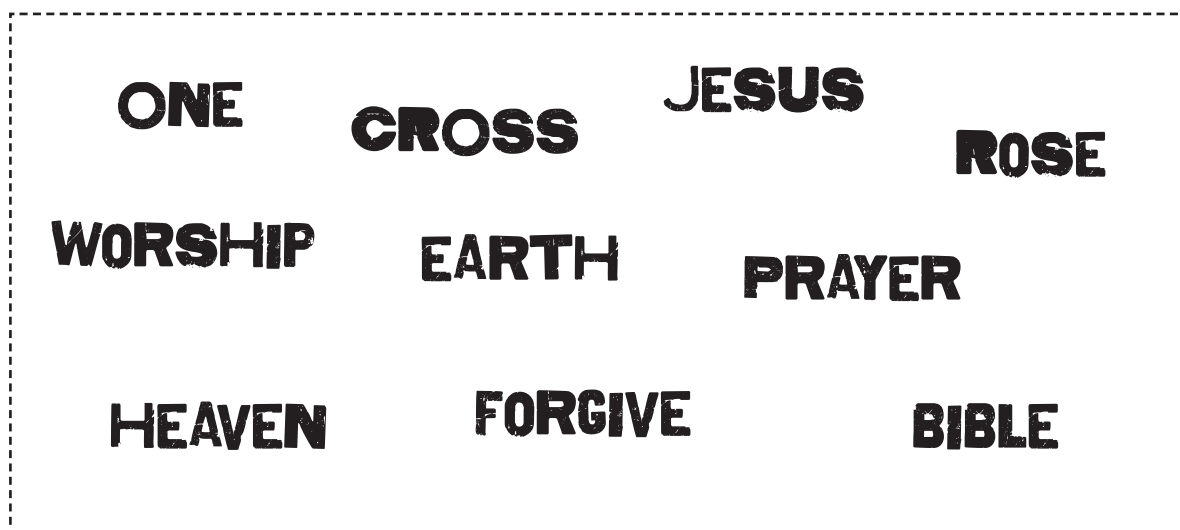 ONE
CROSS
JESUS
ROSE
WORSHIP
EARTH
PRAYER
HEAVEN
FORGIVE
BIBLE